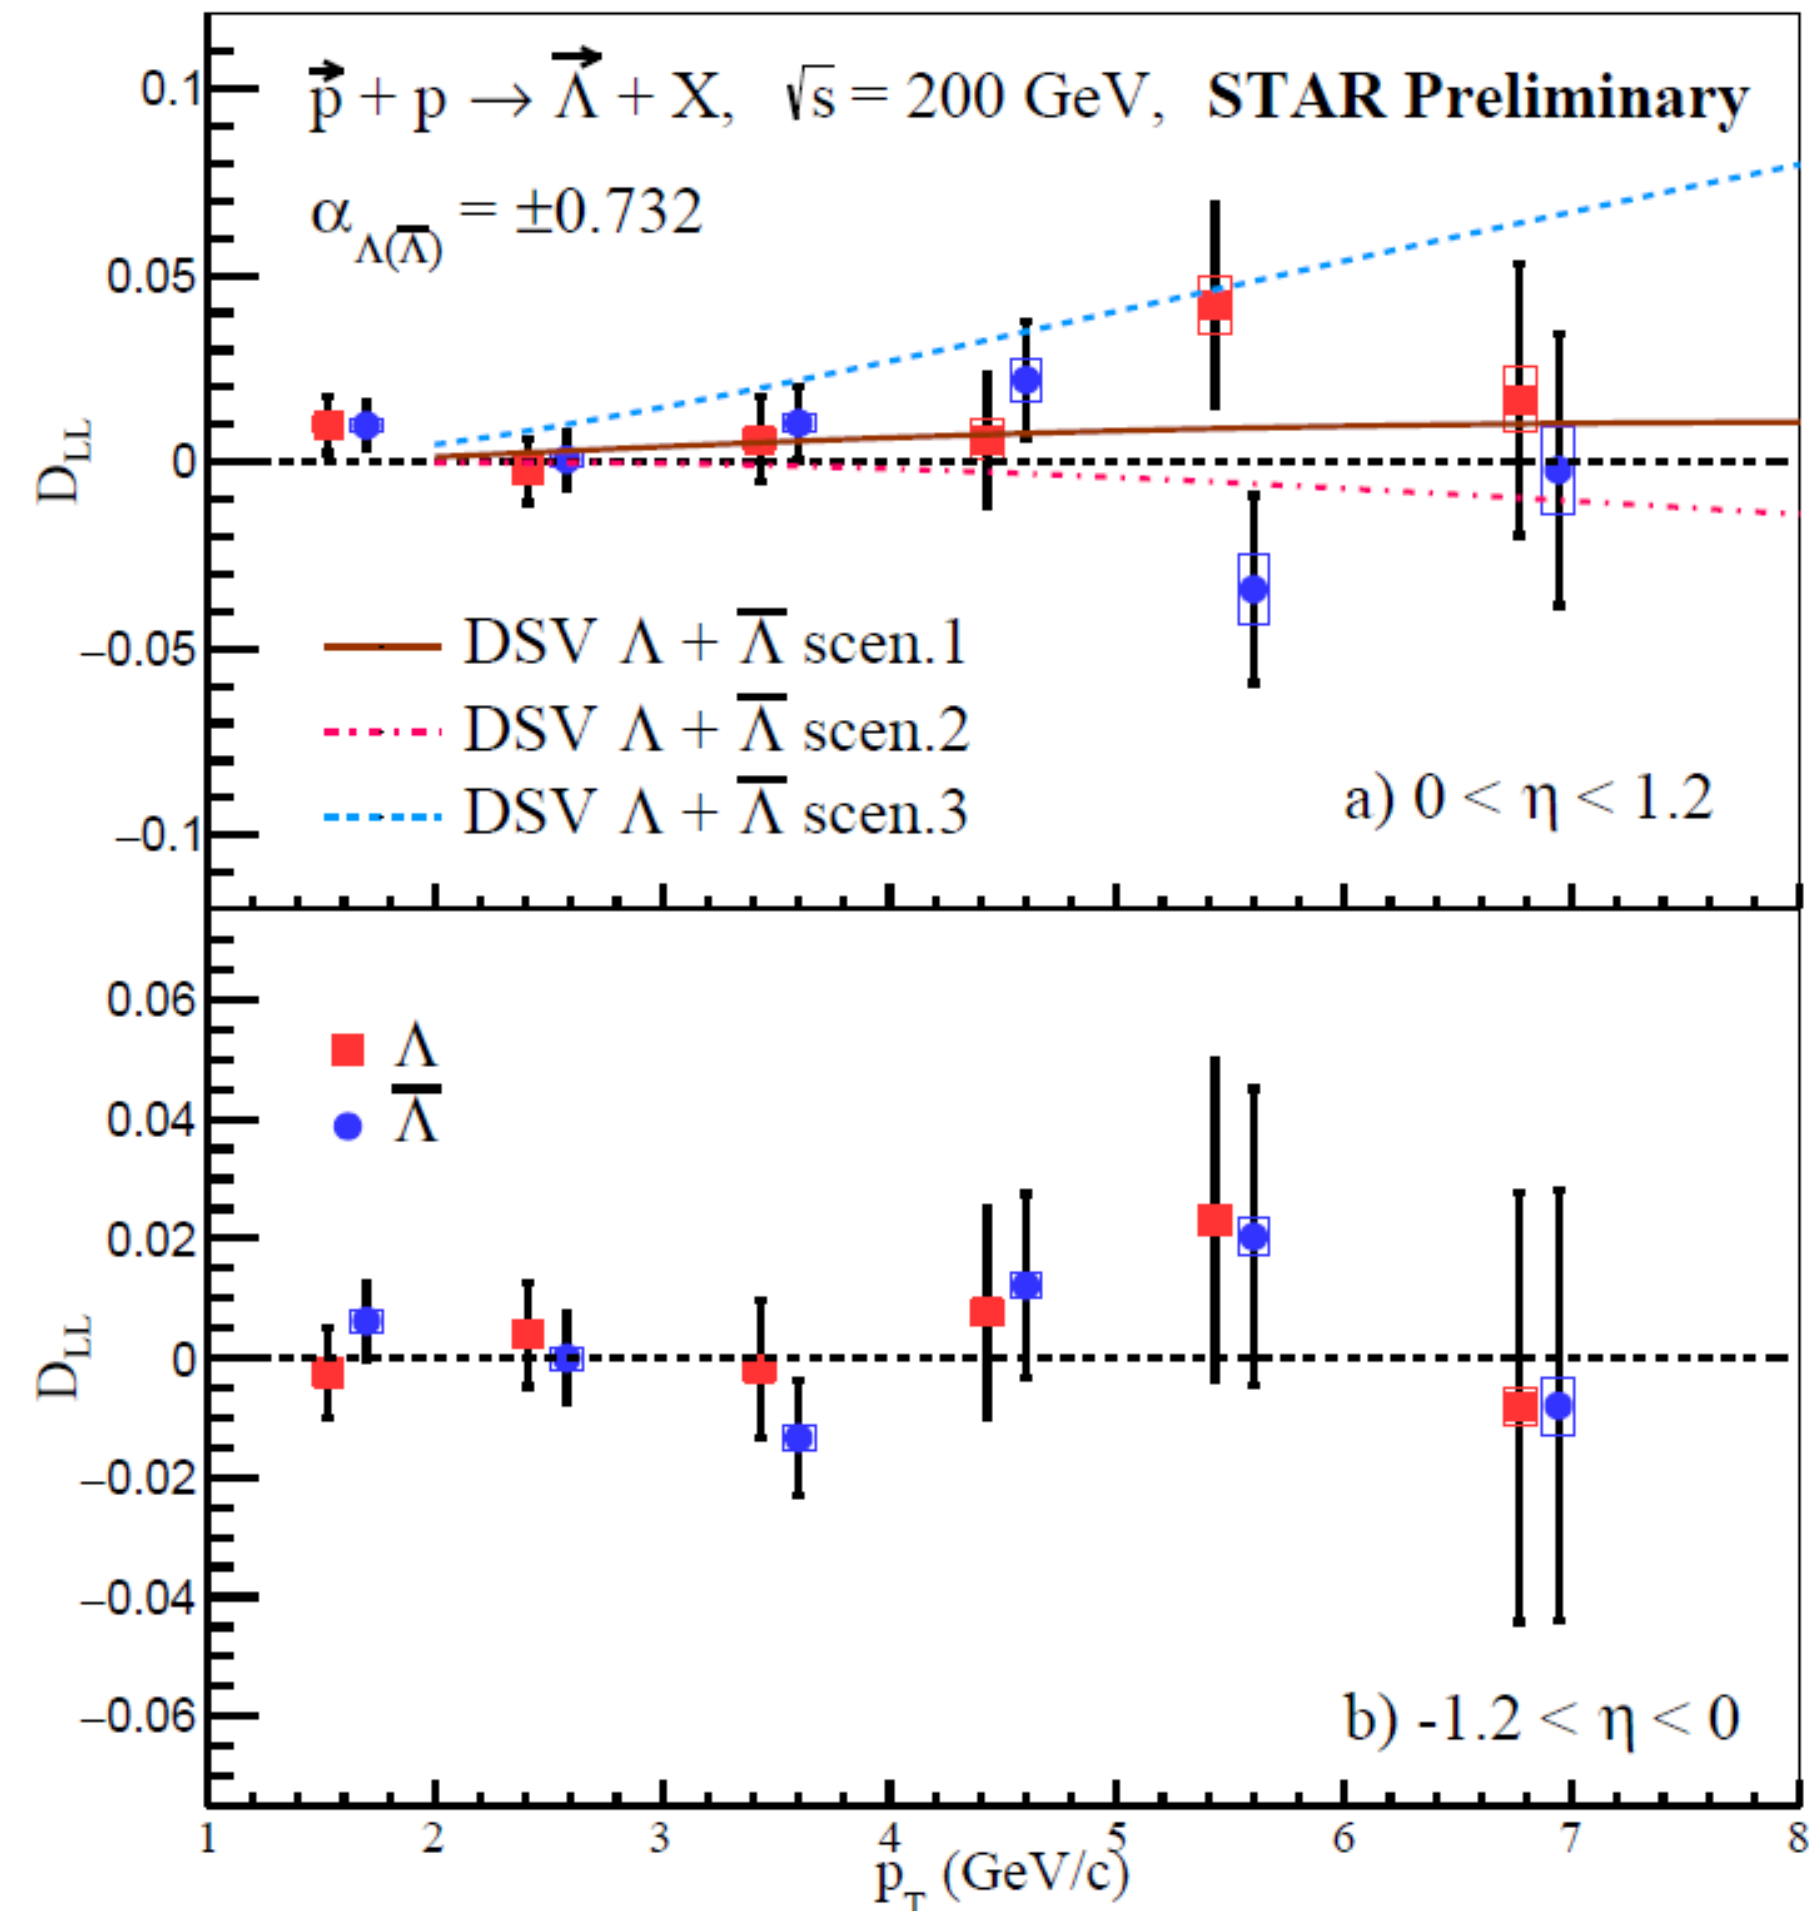 p⃗ + p → Λ⃗ + X, √s = 200 GeV, STAR Preliminary
α_Λ(Λ̅) = ±0.732
0.1
0.05
0
−0.05
−0.1
D_LL
DSV Λ + Λ̅ scen.1
DSV Λ + Λ̅ scen.2
DSV Λ + Λ̅ scen.3
a) 0 < η < 1.2
0.06
0.04
0.02
0
−0.02
−0.04
−0.06
D_LL
Λ
Λ̅
b) -1.2 < η < 0
1 2 3 4 5 6 7 8
p_T (GeV/c)